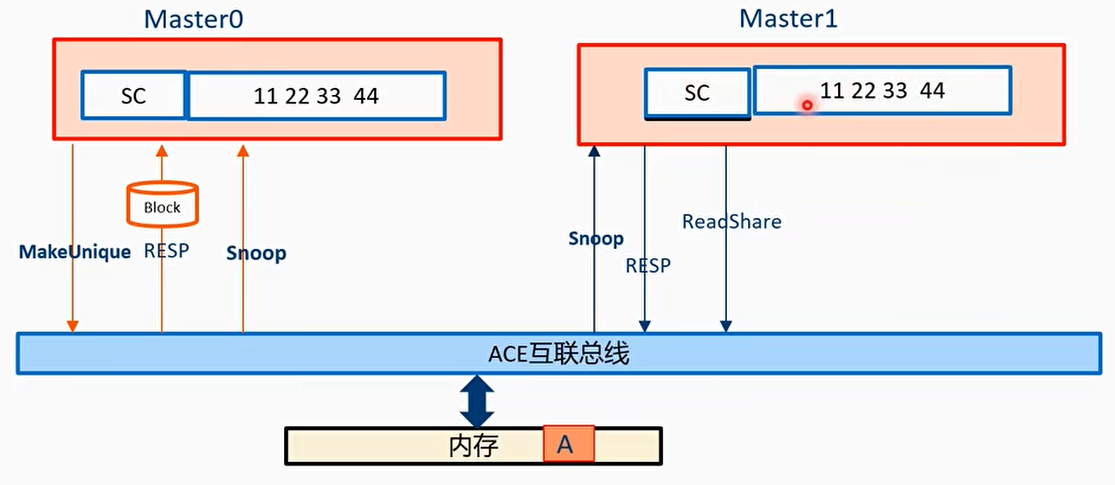 Master0
Master1
SC
11 22 33 44
SC
11 22 33 44
Block
MakeUnique
RESP
Snoop
Snoop
RESP
ReadShare
ACE互联总线
内存
A